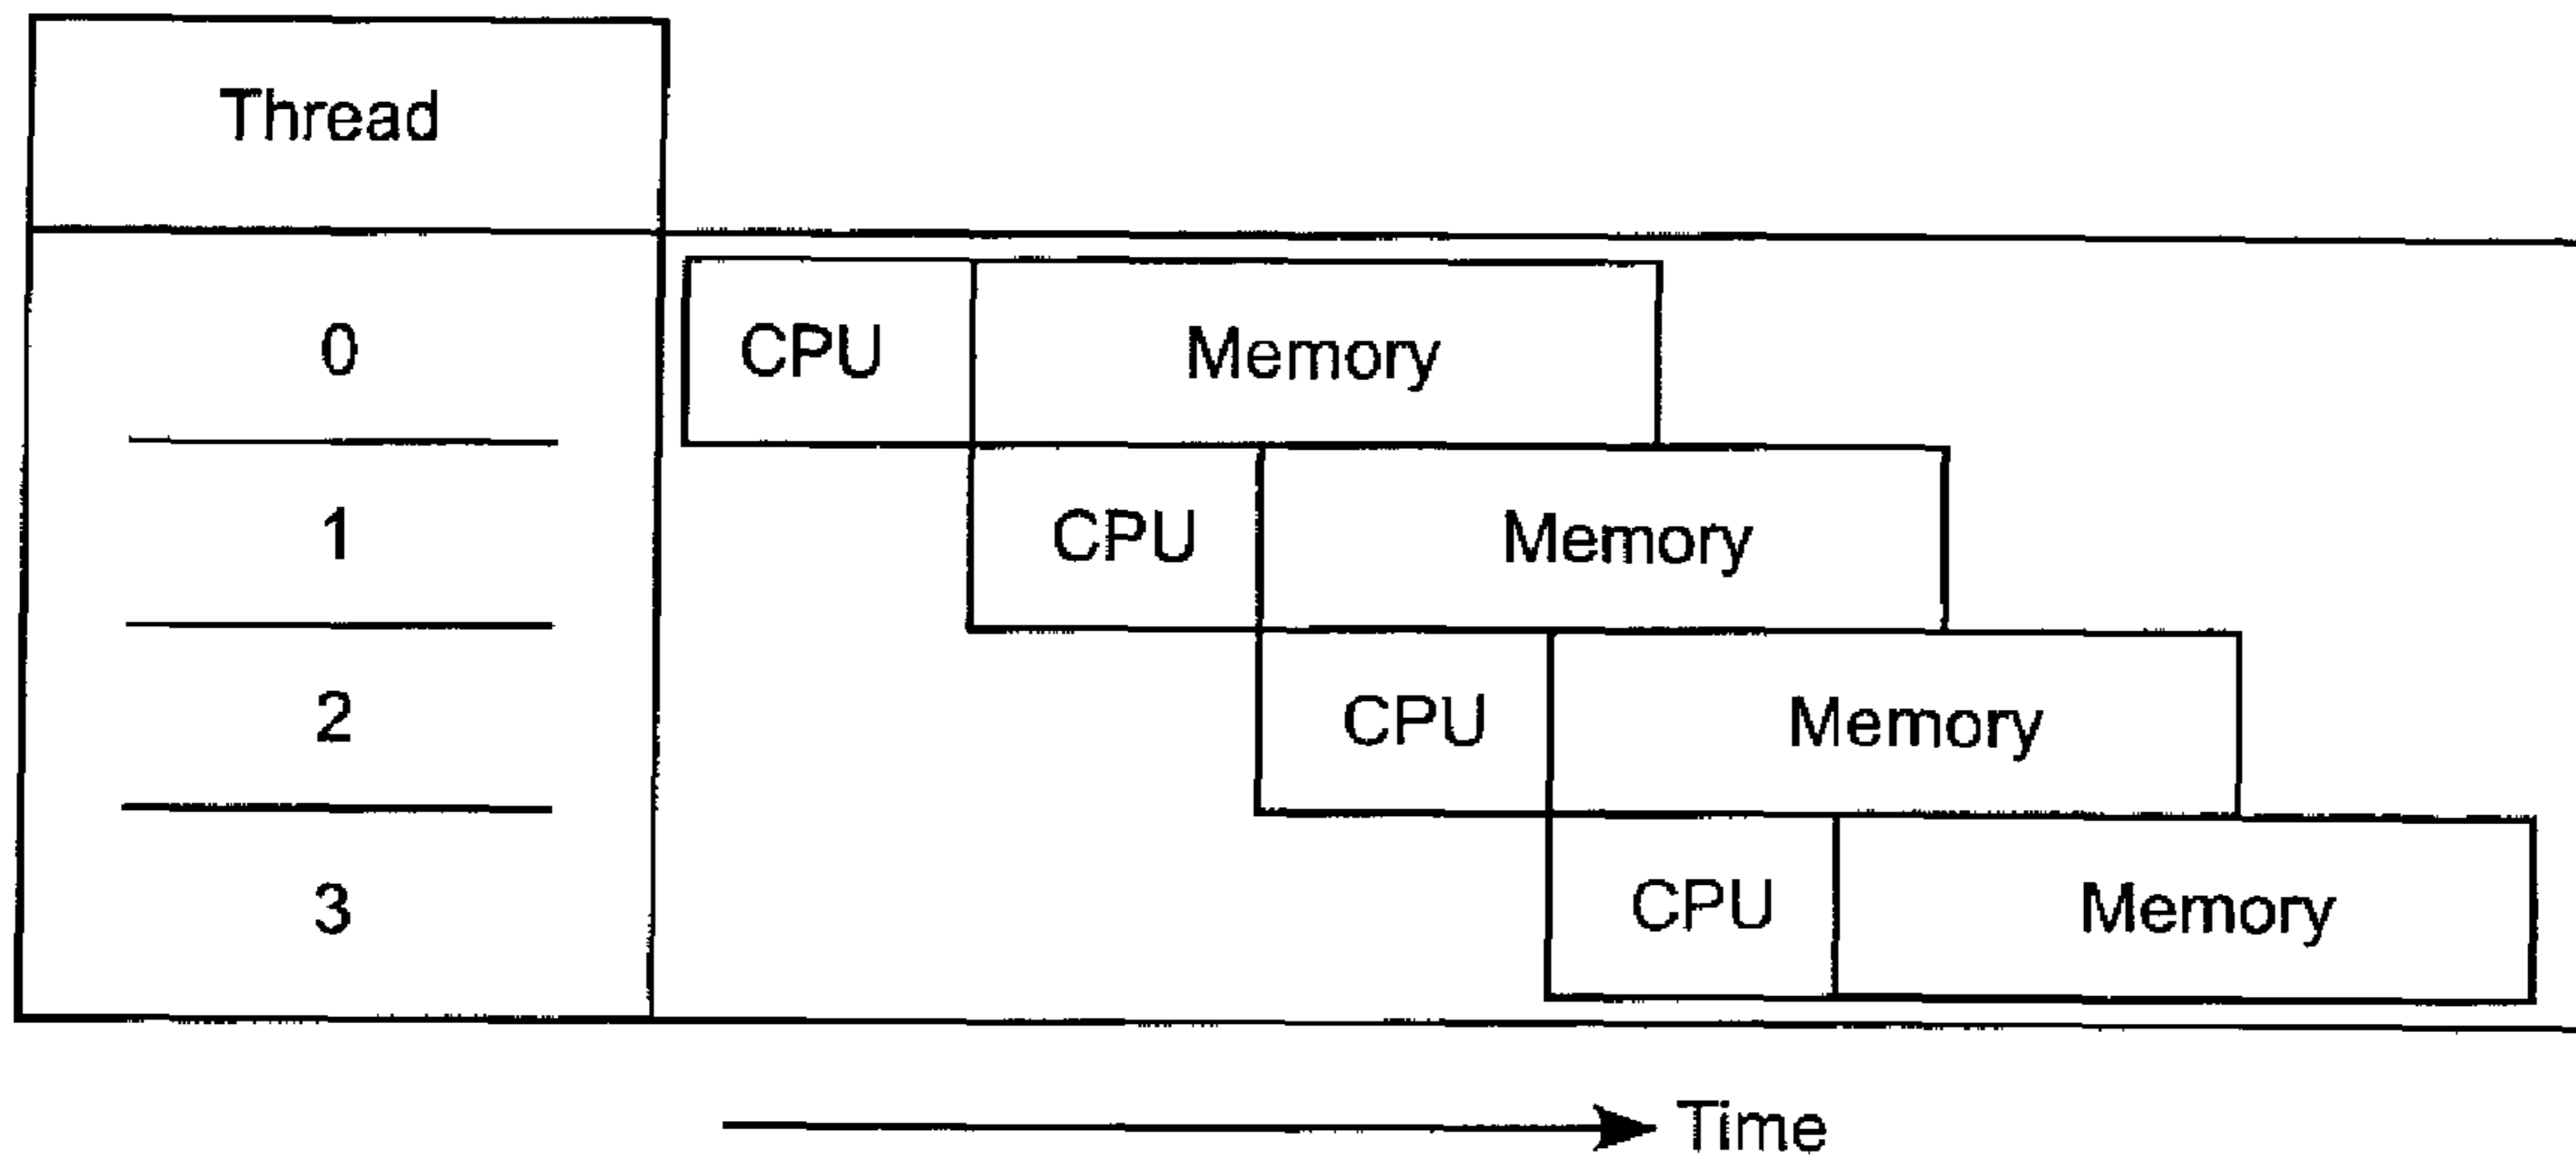 Thread
0 CPU Memory
1 CPU Memory
2 CPU Memory
3 CPU Memory
Time